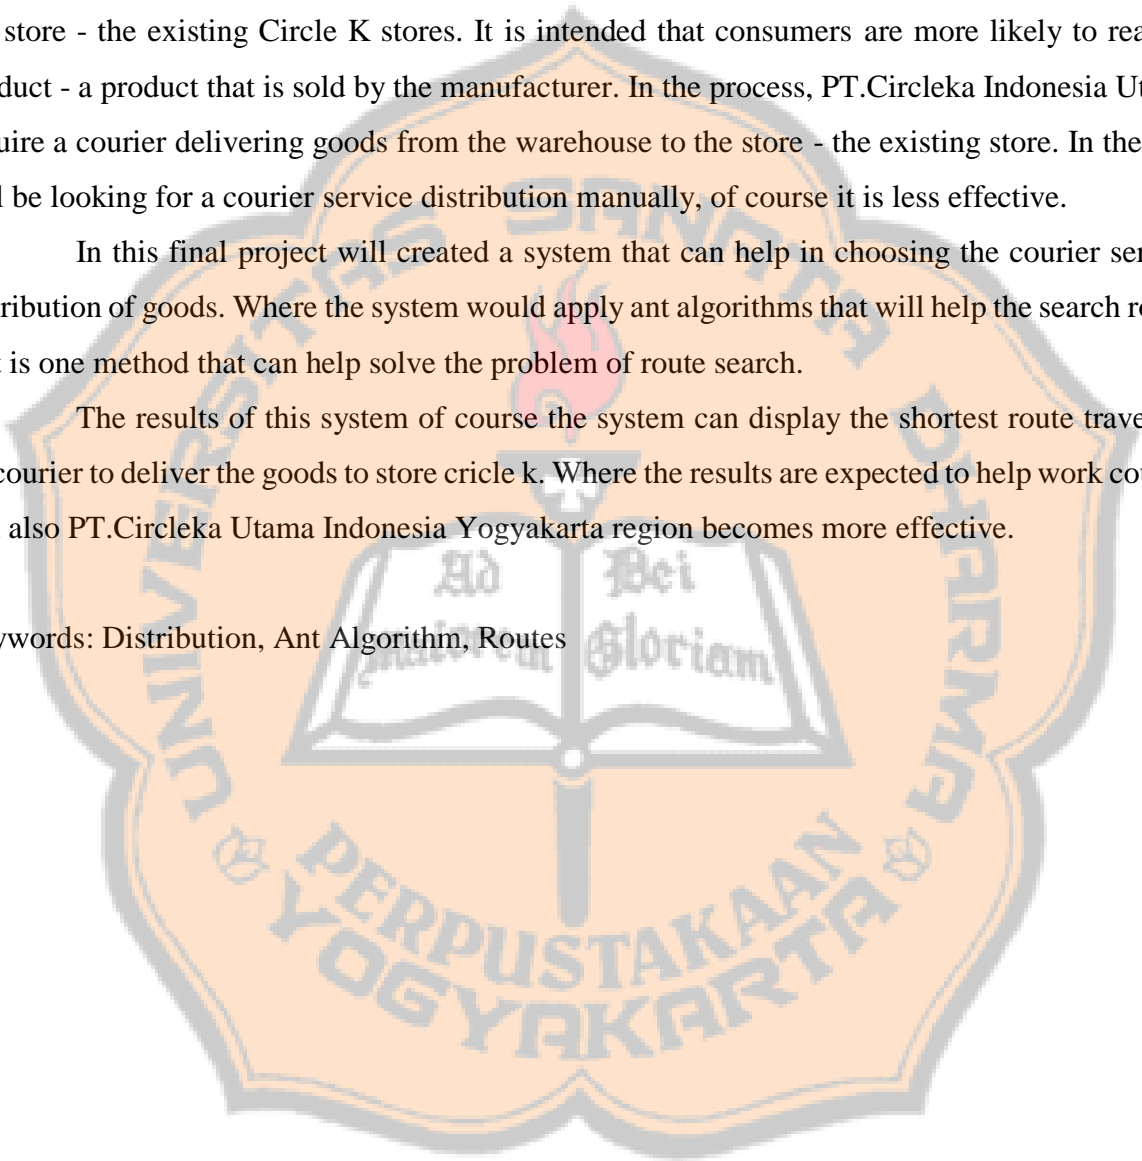 store - the existing Circle K stores. It is intended that consumers are more likely to rea
duct - a product that is sold by the manufacturer. In the process, PT.Circleka Indonesia Ut
uire a courier delivering goods from the warehouse to the store - the existing store. In the
l be looking for a courier service distribution manually, of course it is less effective.
In this final project will created a system that can help in choosing the courier ser
tribution of goods. Where the system would apply ant algorithms that will help the search r
t is one method that can help solve the problem of route search.
The results of this system of course the system can display the shortest route trave
courier to deliver the goods to store cricle k. Where the results are expected to help work co
also PT.Circleka Utama Indonesia Yogyakarta region becomes more effective.
ywords: Distribution, Ant Algorithm, Routes
UNIVERSITAS SANATA DHARMA
Ad Dei
maiorem Gloriam
PERPUSTAKAAN
YOGYAKARTA